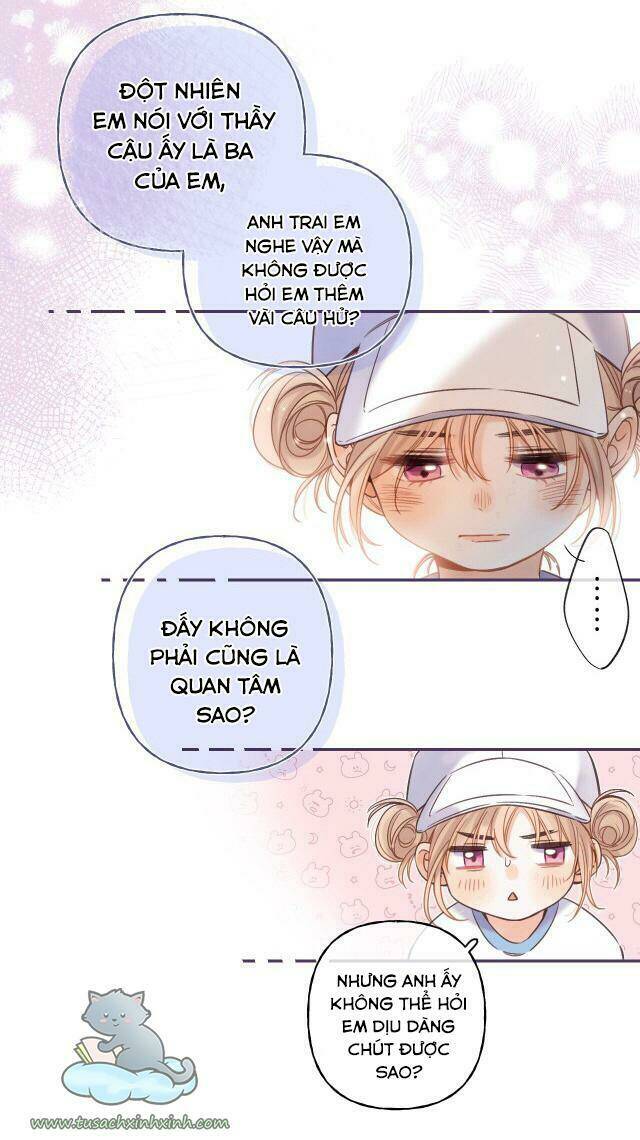 ĐỘT NHIÊN
EM NÓI VỚI THẦY
CẬU ẤY LÀ BA
CỦA EM,
ANH TRAI EM
NGHE VẬY MÀ
KHÔNG ĐƯỢC
HỎI EM THÊM
VÀI CÂU HỬ?
......
ĐẤY KHÔNG
PHẢI CŨNG LÀ
QUAN TÂM
SAO?
NHƯNG ANH ẤY
KHÔNG THỂ HỎI
EM DỊU DÀNG
CHÚT ĐƯỢC
SAO?
www.tusachxinhxinh.com